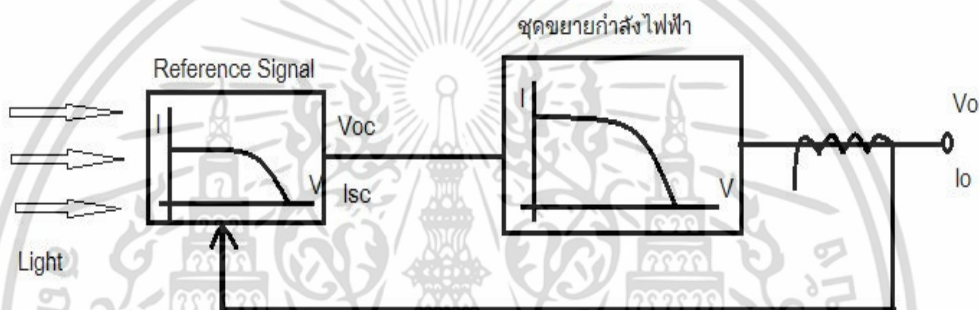 ชุดขยายกำลังไฟฟ้า
Reference Signal
I
V
Voc
Isc
I
V
Vo
Io
Light